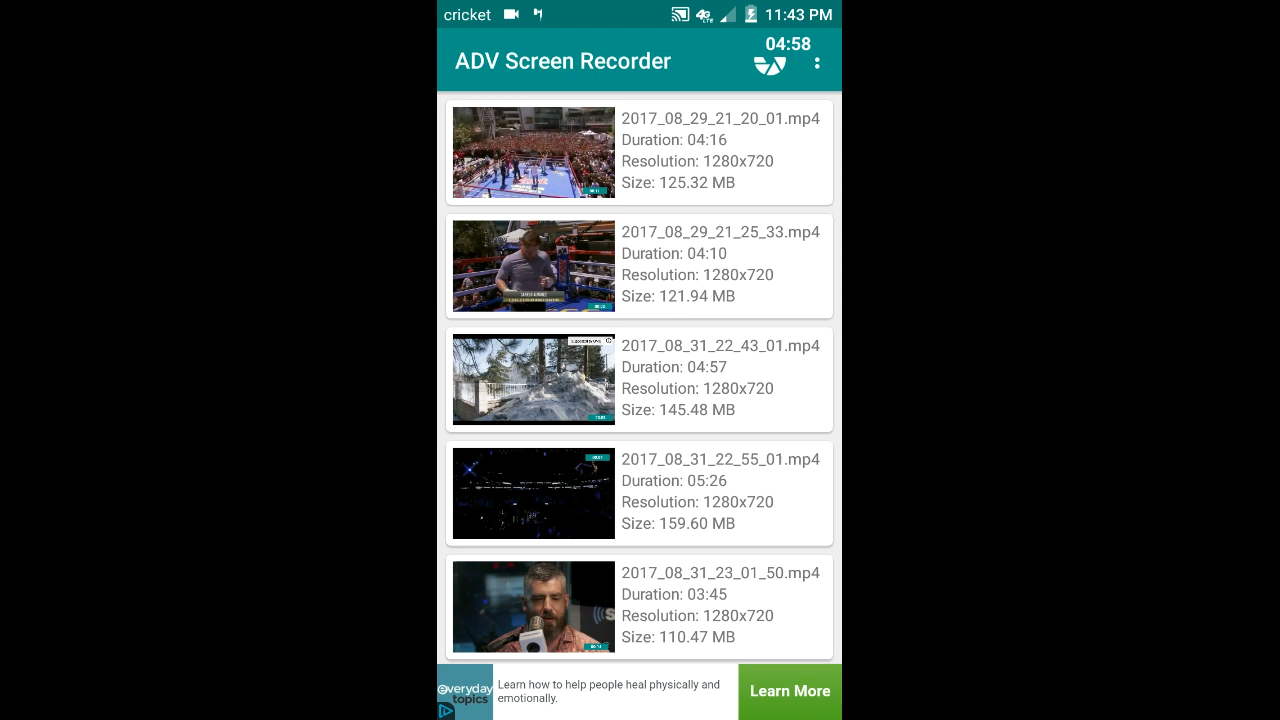 cricket
4G LTE
11:43 PM
04:58
ADV Screen Recorder
2017_08_29_21_20_01.mp4
Duration: 04:16
Resolution: 1280x720
Size: 125.32 MB
2017_08_29_21_25_33.mp4
Duration: 04:10
Resolution: 1280x720
Size: 121.94 MB
2017_08_31_22_43_01.mp4
Duration: 04:57
Resolution: 1280x720
Size: 145.48 MB
2017_08_31_22_55_01.mp4
Duration: 05:26
Resolution: 1280x720
Size: 159.60 MB
2017_08_31_23_01_50.mp4
Duration: 03:45
Resolution: 1280x720
Size: 110.47 MB
everyday
topics
Learn how to help people heal physically and
emotionally.
Learn More